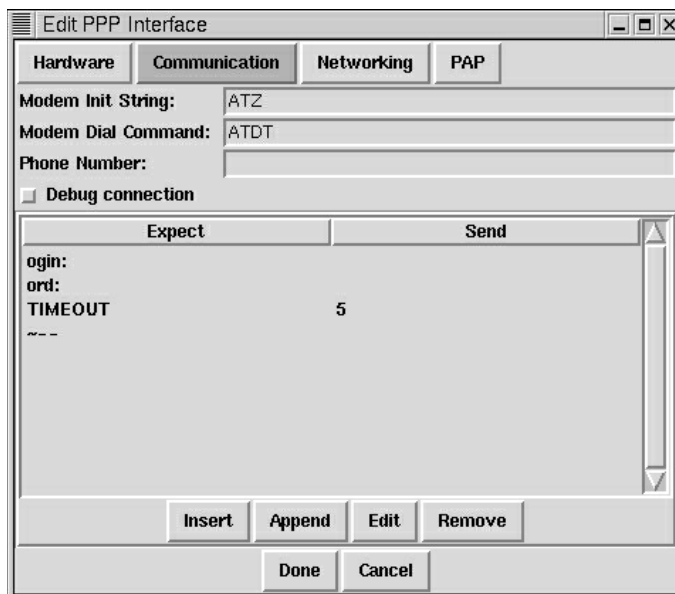 Edit PPP Interface
Hardware Communication Networking PAP
Modem Init String: ATZ
Modem Dial Command: ATDT
Phone Number:
Debug connection
Expect Send
ogin:
ord:
TIMEOUT 5
~--
Insert Append Edit Remove
Done Cancel